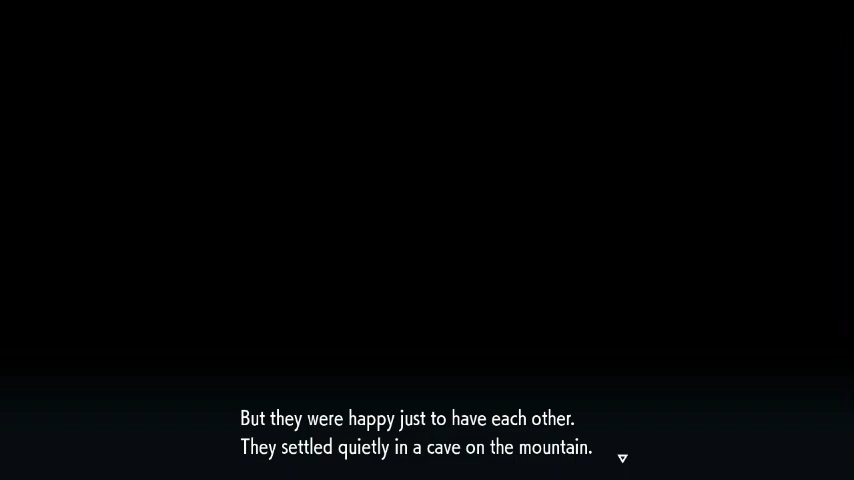 But they were happy just to have each other.
They settled quietly in a cave on the mountain.